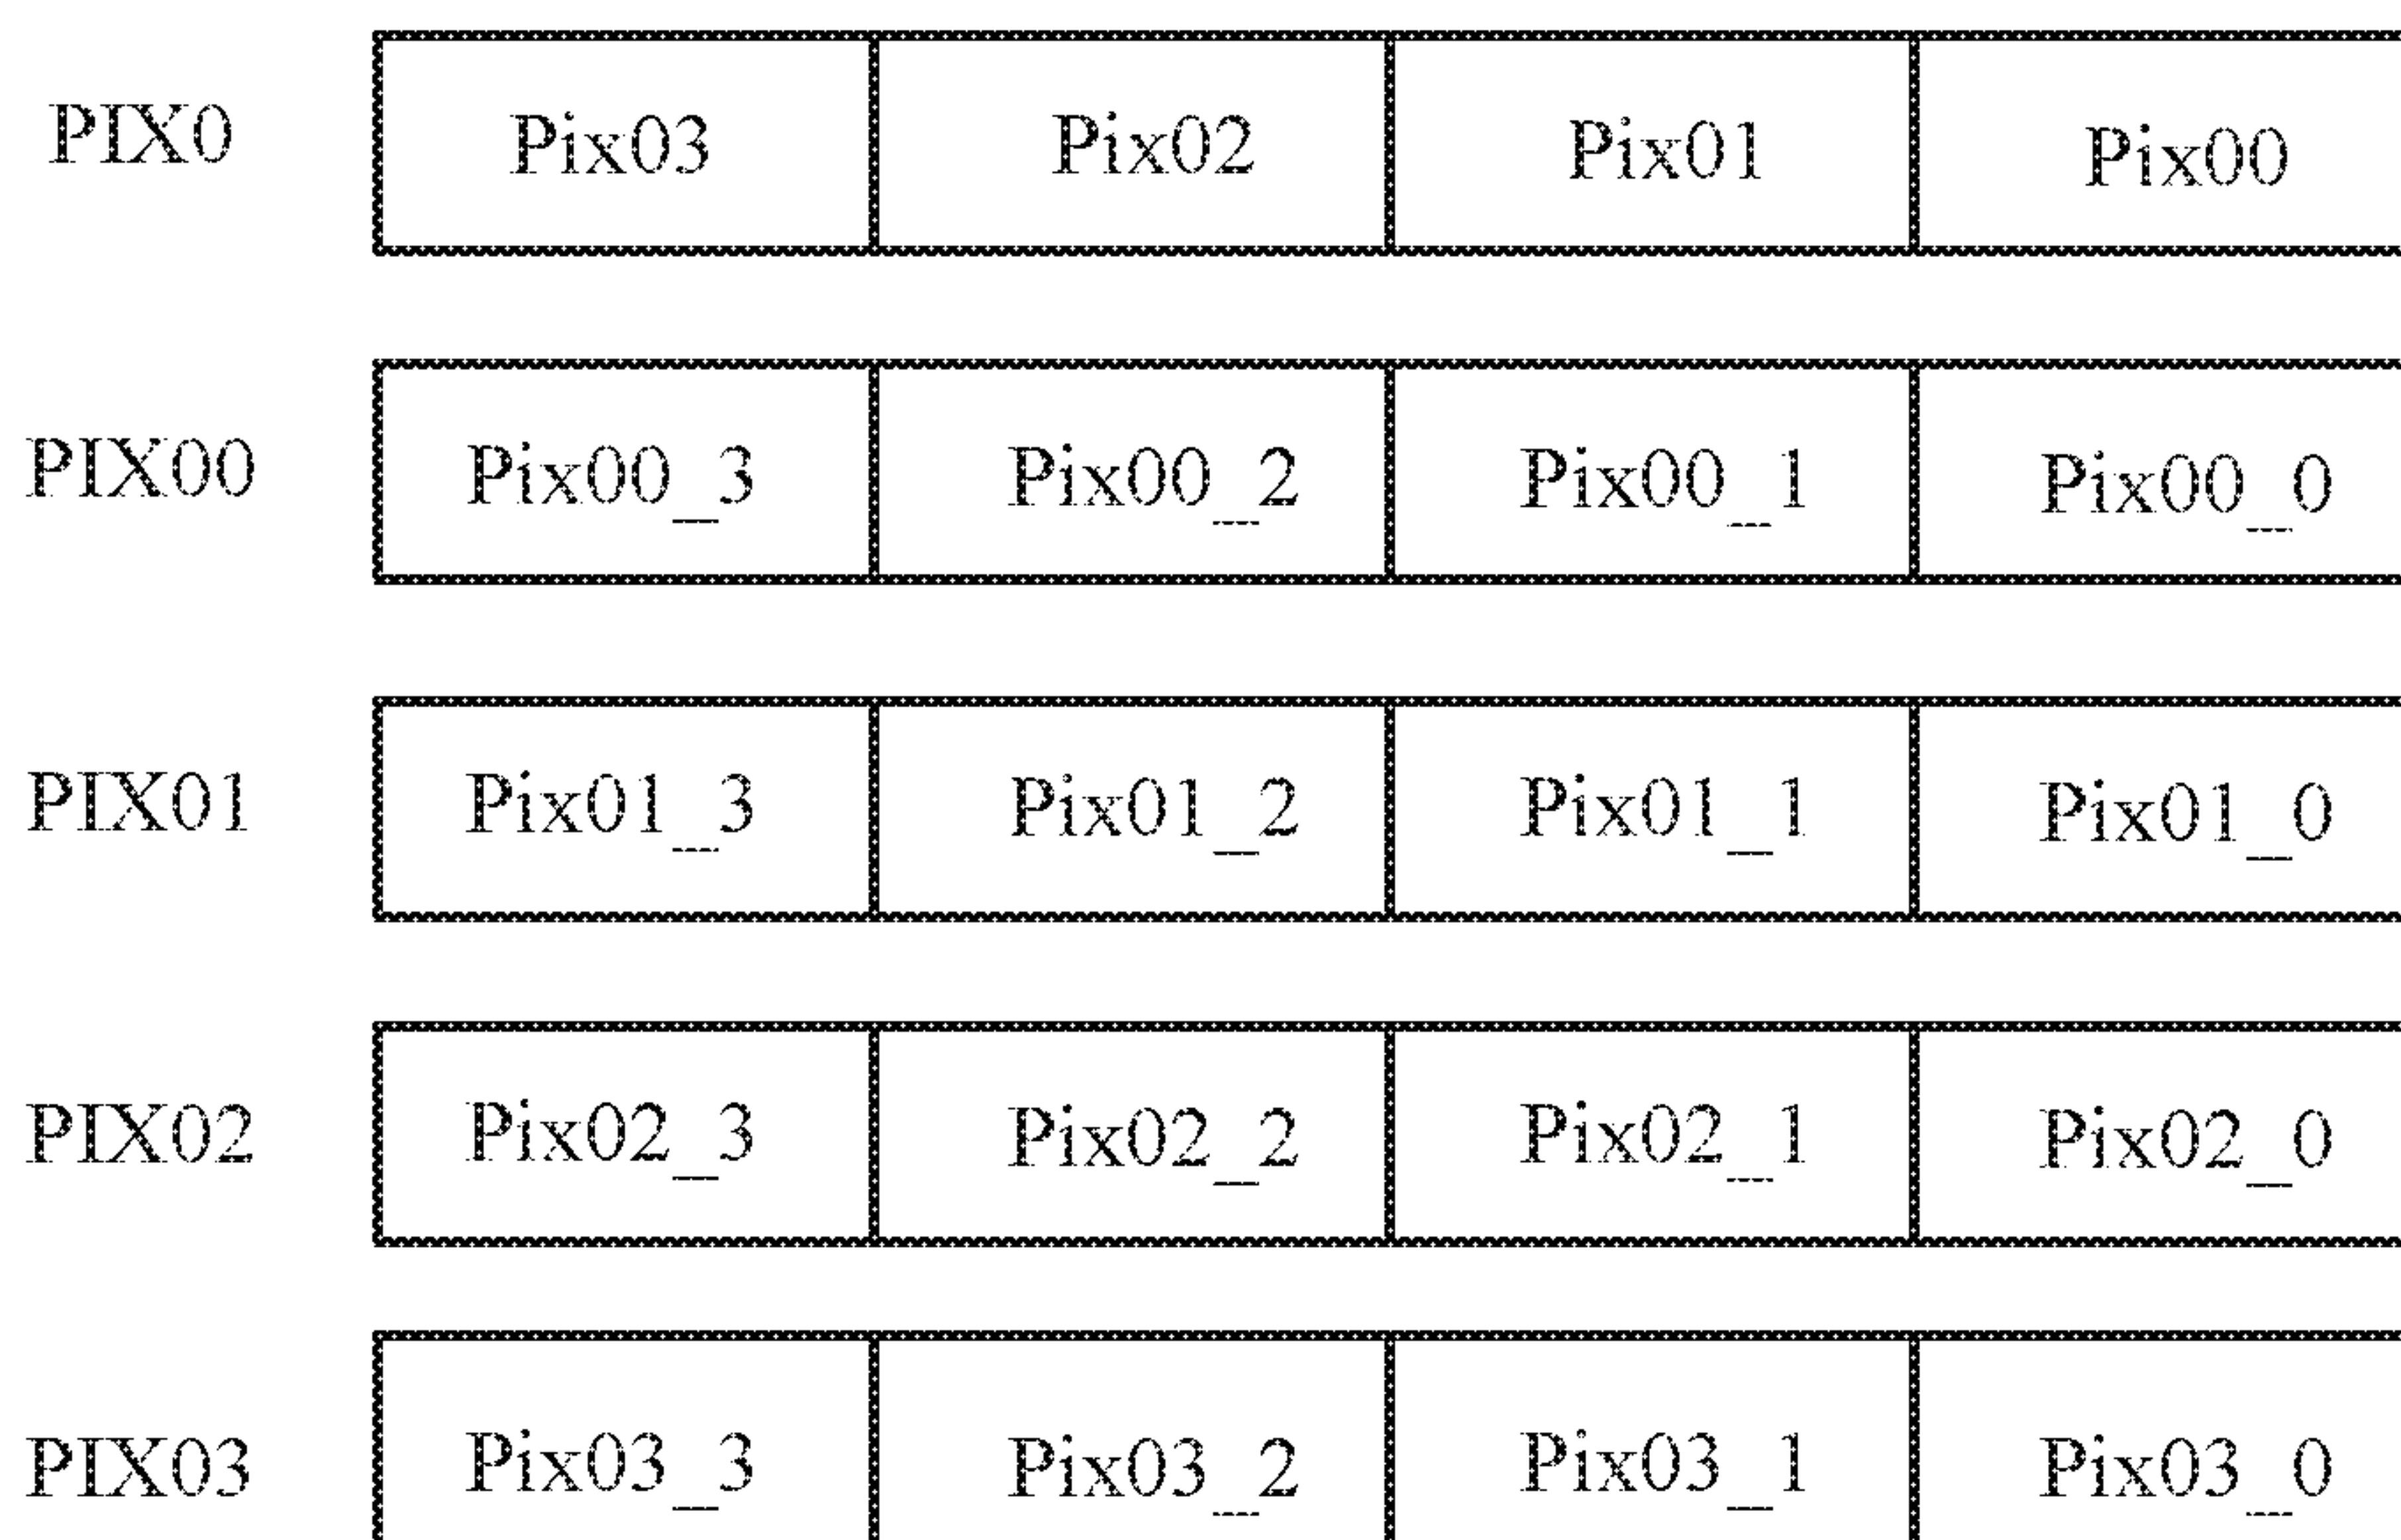 PIX0 Pix03 Pix02 Pix01 Pix00
PIX00 Pix00_3 Pix00_2 Pix00_1 Pix00_0
PIX01 Pix01_3 Pix01_2 Pix01_1 Pix01_0
PIX02 Pix02_3 Pix02_2 Pix02_1 Pix02_0
PIX03 Pix03_3 Pix03_2 Pix03_1 Pix03_0